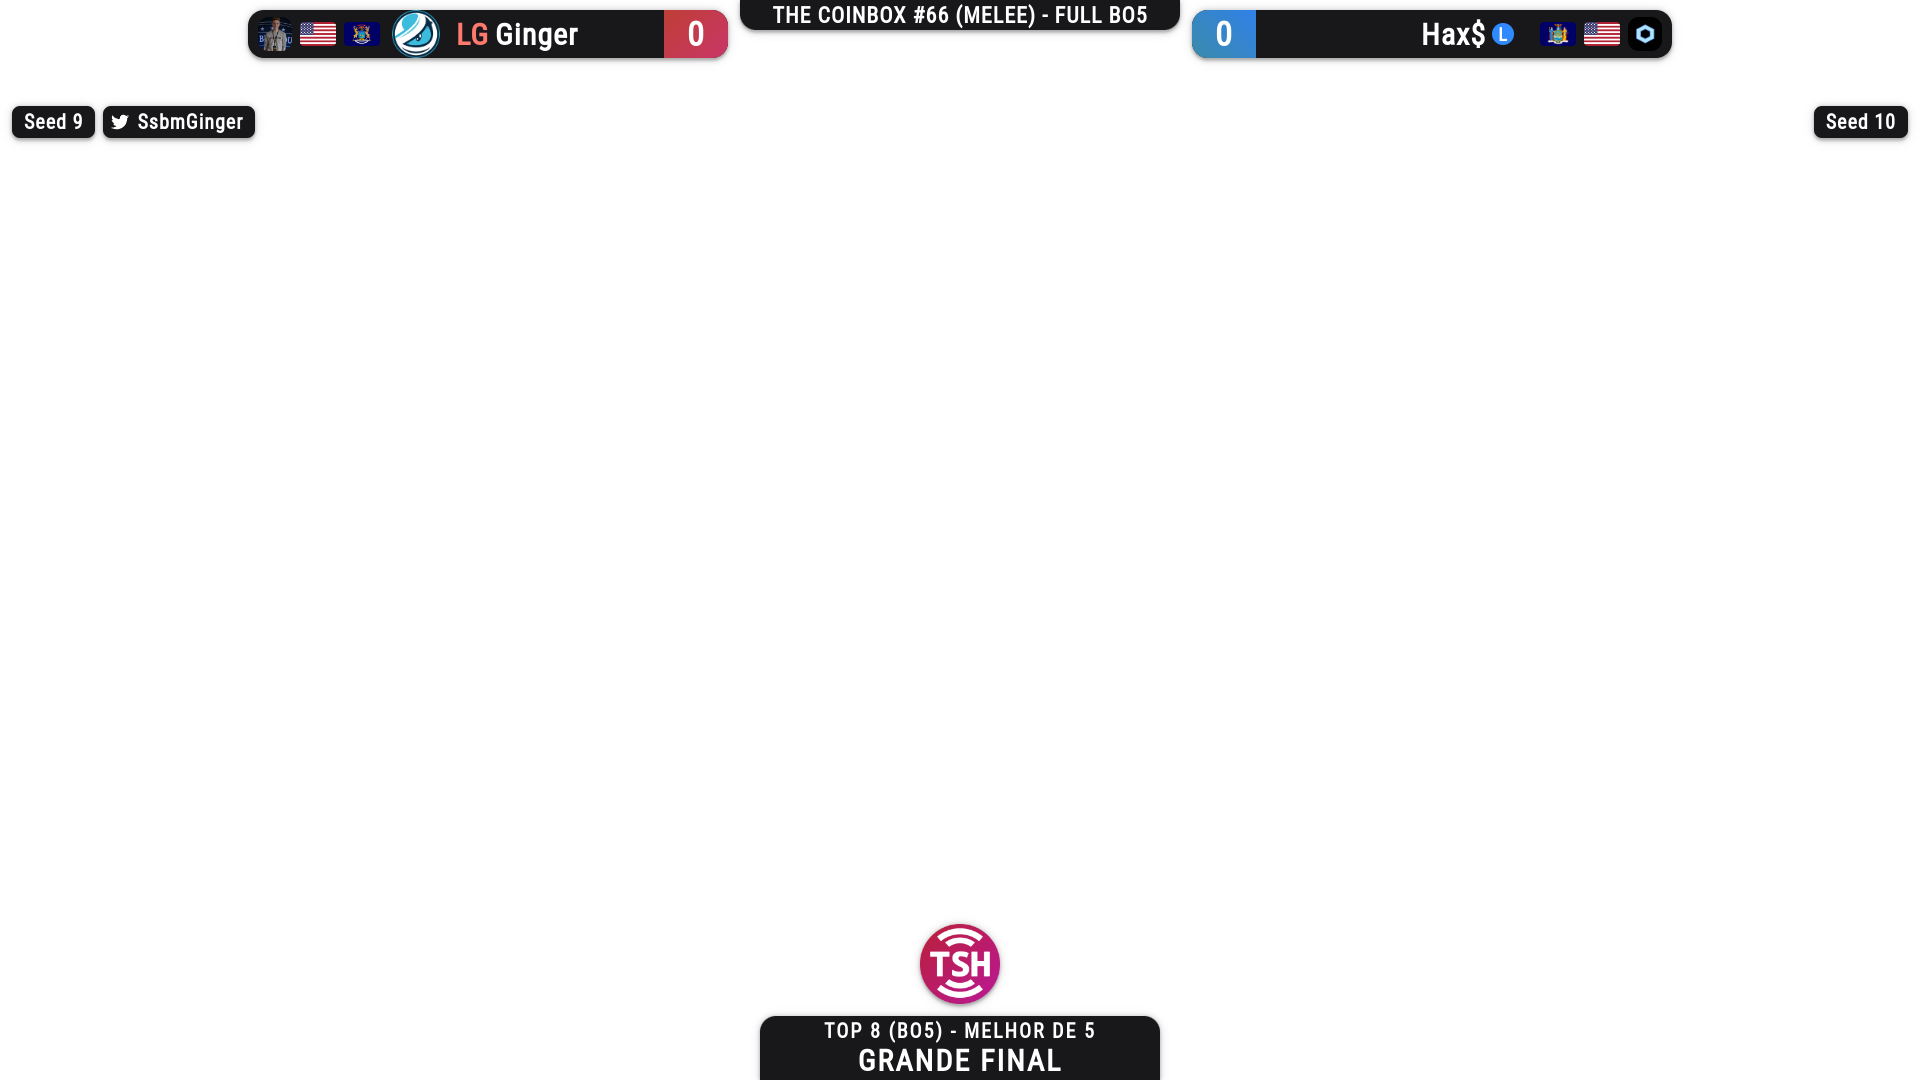 LG Ginger
0
THE COINBOX #66 (MELEE) - FULL BO5
0
Hax$ L
Seed 9
SsbmGinger
Seed 10
TSH
TOP 8 (BO5) - MELHOR DE 5
GRANDE FINAL